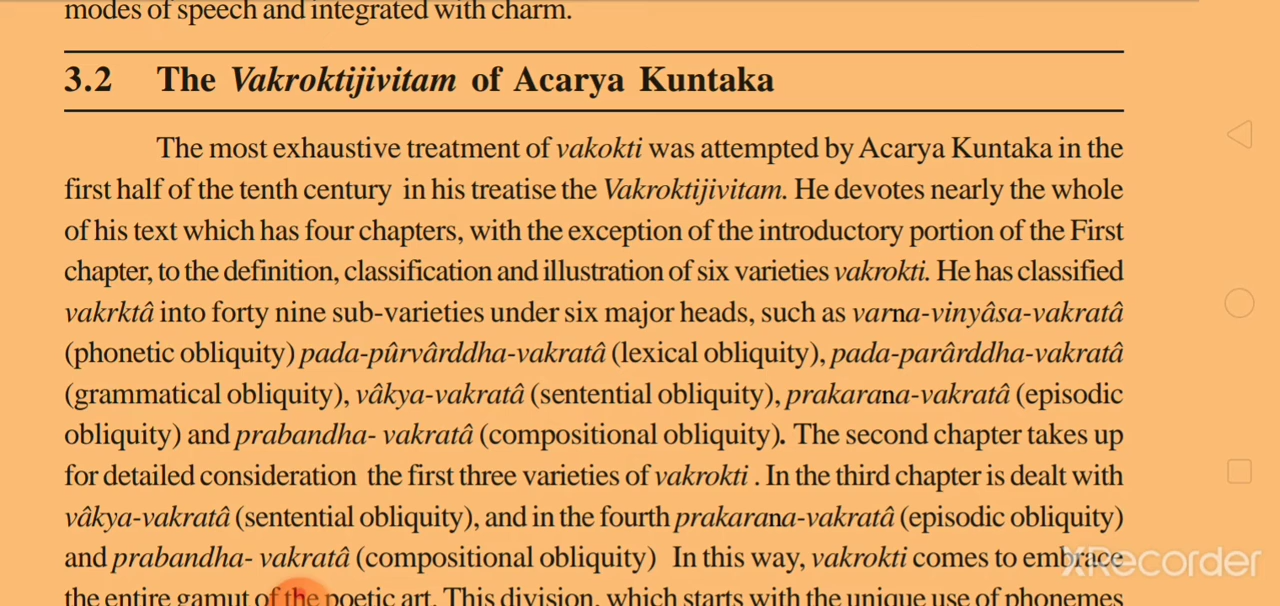 modes of speech and integrated with charm.
3.2 The Vakroktijivitam of Acarya Kuntaka
The most exhaustive treatment of vakokti was attempted by Acarya Kuntaka in the
first half of the tenth century in his treatise the Vakroktijivitam. He devotes nearly the whole
of his text which has four chapters, with the exception of the introductory portion of the First
chapter, to the definition, classification and illustration of six varieties vakrokti. He has classified
vakrktâ into forty nine sub-varieties under six major heads, such as varna-vinyâsa-vakratâ
(phonetic obliquity) pada-pûrvârddha-vakratâ (lexical obliquity), pada-parârddha-vakratâ
(grammatical obliquity), vâkya-vakratâ (sentential obliquity), prakarana-vakratâ (episodic
obliquity) and prabandha- vakratâ (compositional obliquity). The second chapter takes up
for detailed consideration the first three varieties of vakrokti . In the third chapter is dealt with
vâkya-vakratâ (sentential obliquity), and in the fourth prakarana-vakratâ (episodic obliquity)
and prabandha- vakratâ (compositional obliquity) In this way, vakrokti comes to embrace
the entire gamut of the poetic art. This division, which starts with the unique use of phonemes
XRecorder